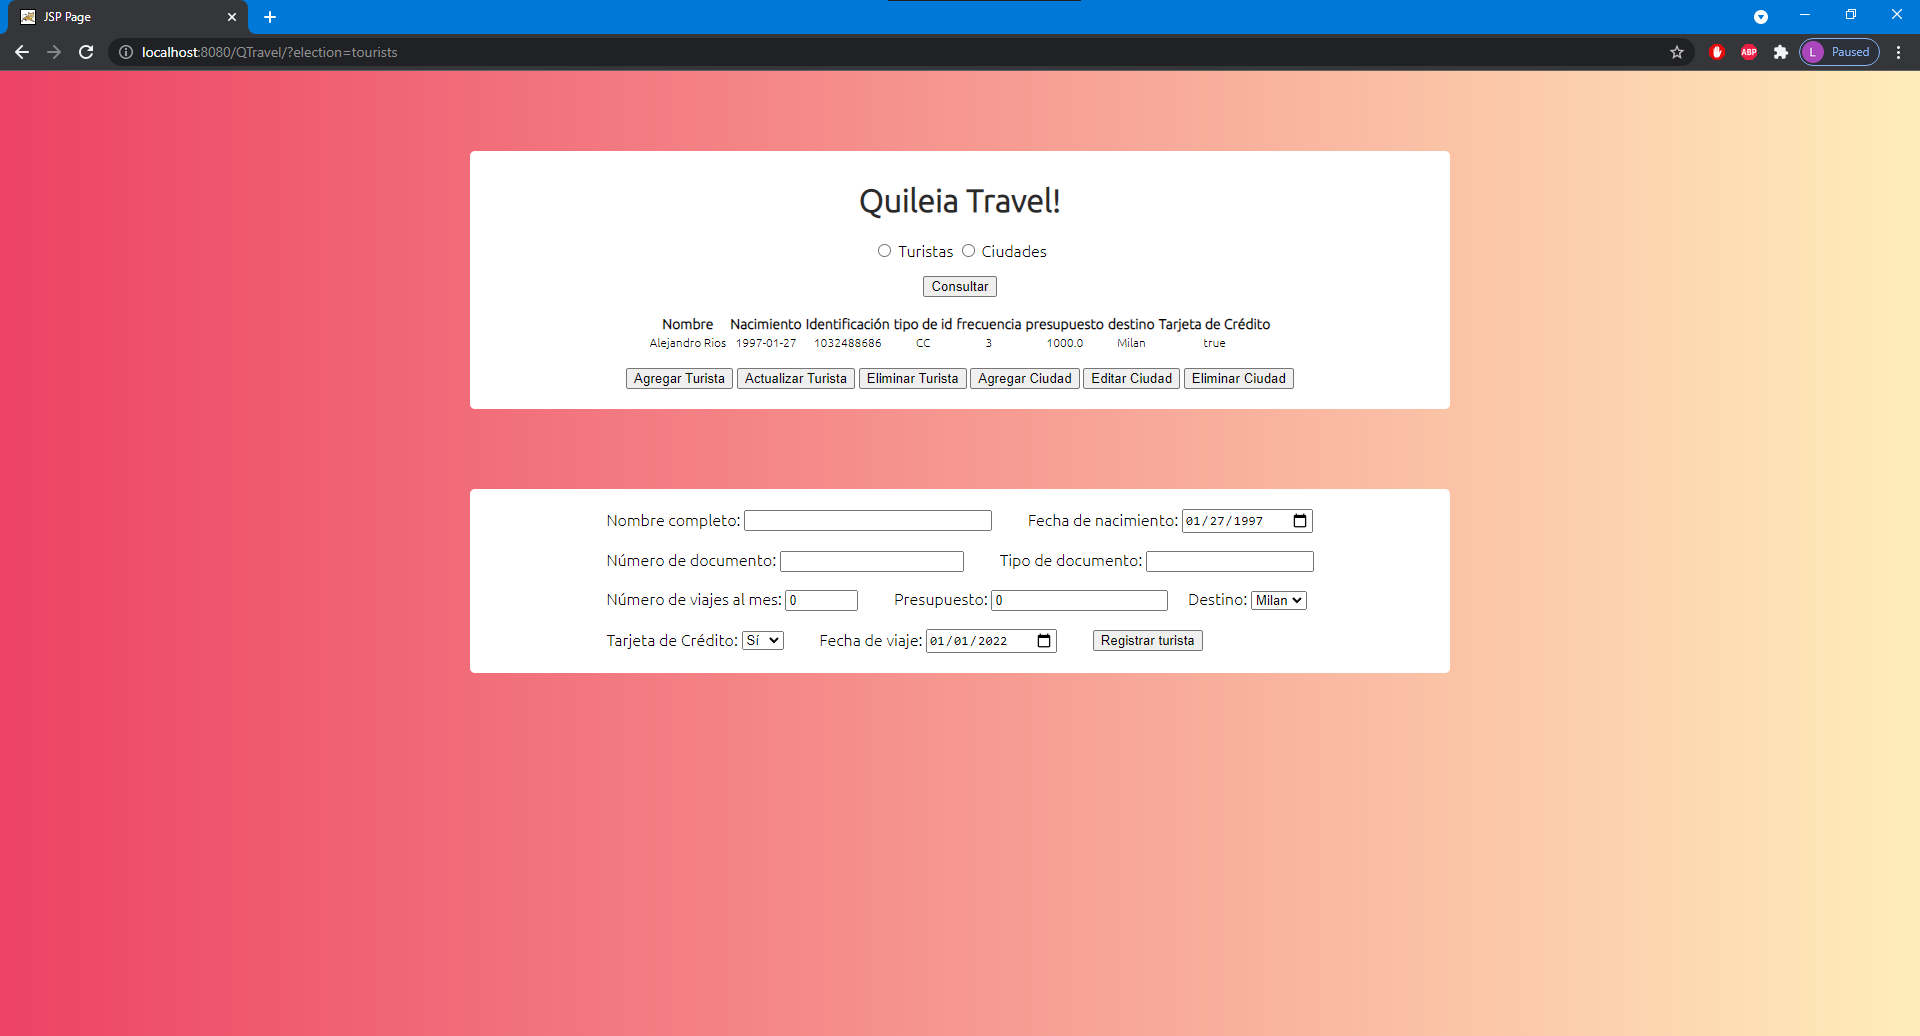 JSP Page
localhost:8080/QTravel/?election=tourists
ABP
L Paused
Quileia Travel!
Turistas Ciudades
Consultar
Nombre Nacimiento Identificación tipo de id frecuencia presupuesto destino Tarjeta de Crédito
Alejandro Rios 1997-01-27 1032488686 CC 3 1000.0 Milan true
Agregar Turista Actualizar Turista Eliminar Turista Agregar Ciudad Editar Ciudad Eliminar Ciudad
Nombre completo: Fecha de nacimiento: 01/27/1997
Número de documento: Tipo de documento:
Número de viajes al mes: 0 Presupuesto: 0 Destino: Milan
Tarjeta de Crédito: Sí Fecha de viaje: 01/01/2022 Registrar turista